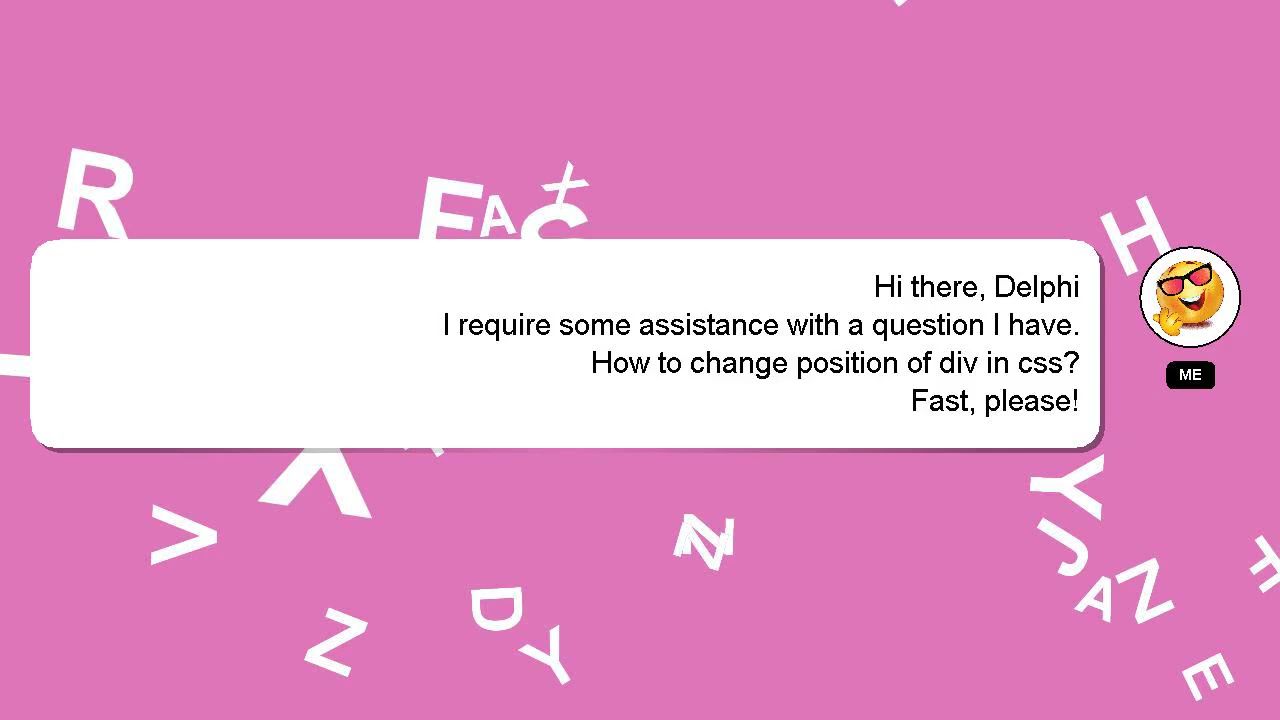 R
F
A
X
S
H
Hi there, Delphi
I require some assistance with a question I have.
How to change position of div in css?
Fast, please!
ME
X
Y
V
J
N
N
Z
A
Z
F
D
Y
E